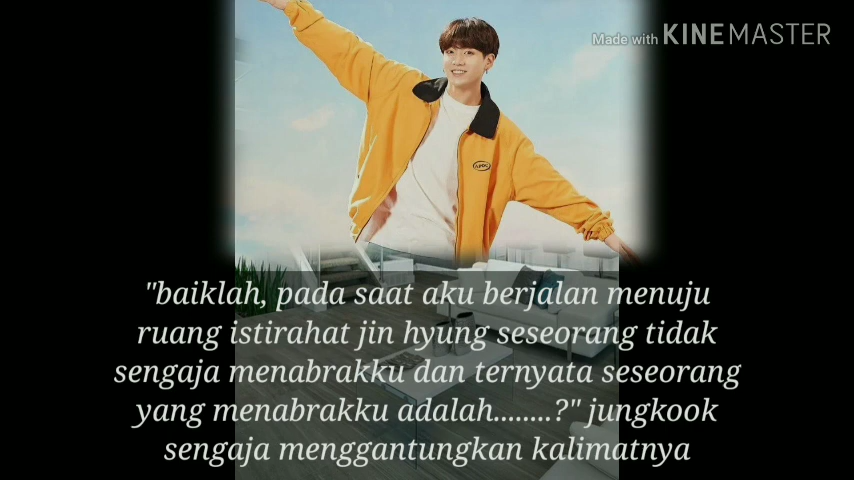 Made with KINEMASTER
APDC
"baiklah, pada saat aku berjalan menuju
ruang istirahat jin hyung seseorang tidak
sengaja menabrakku dan ternyata seseorang
yang menabrakku adalah........?" jungkook
sengaja menggantungkan kalimatnya